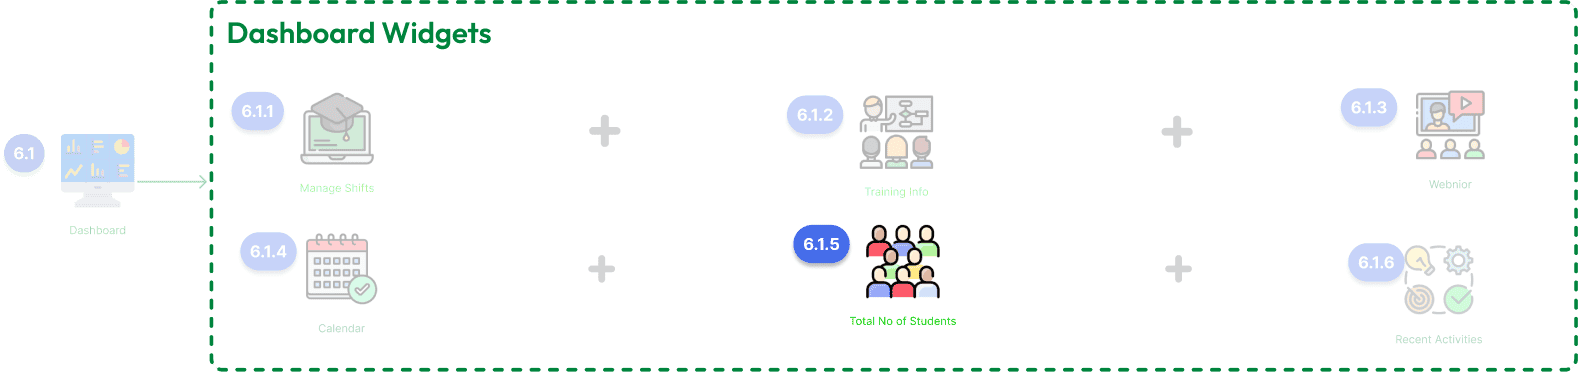 Dashboard Widgets
6.1.1
6.1.2
6.1.3
6.1
Manage Shifts
Training Info
Webnior
Dashboard
6.1.4
6.1.5
6.1.6
Calendar
Total No of Students
Recent Activities